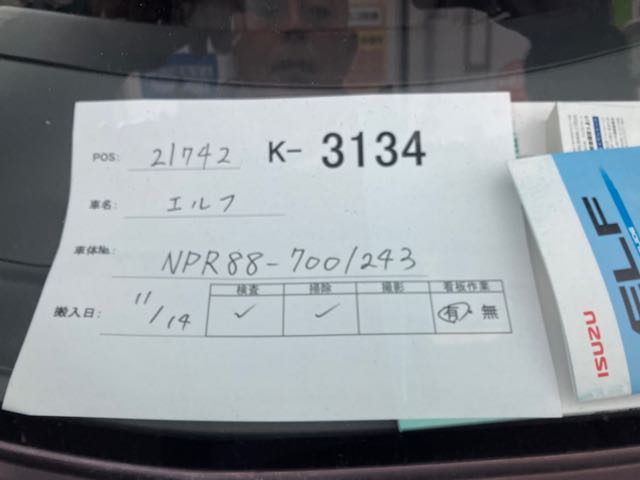 POS: 21742 K- 3134
車名: エルフ
車体№: NPR88-7001243
検査 掃除 撮影 看板作業
搬入日: 11/14 ✓ ✓ 有・無
ELF
ISUZU